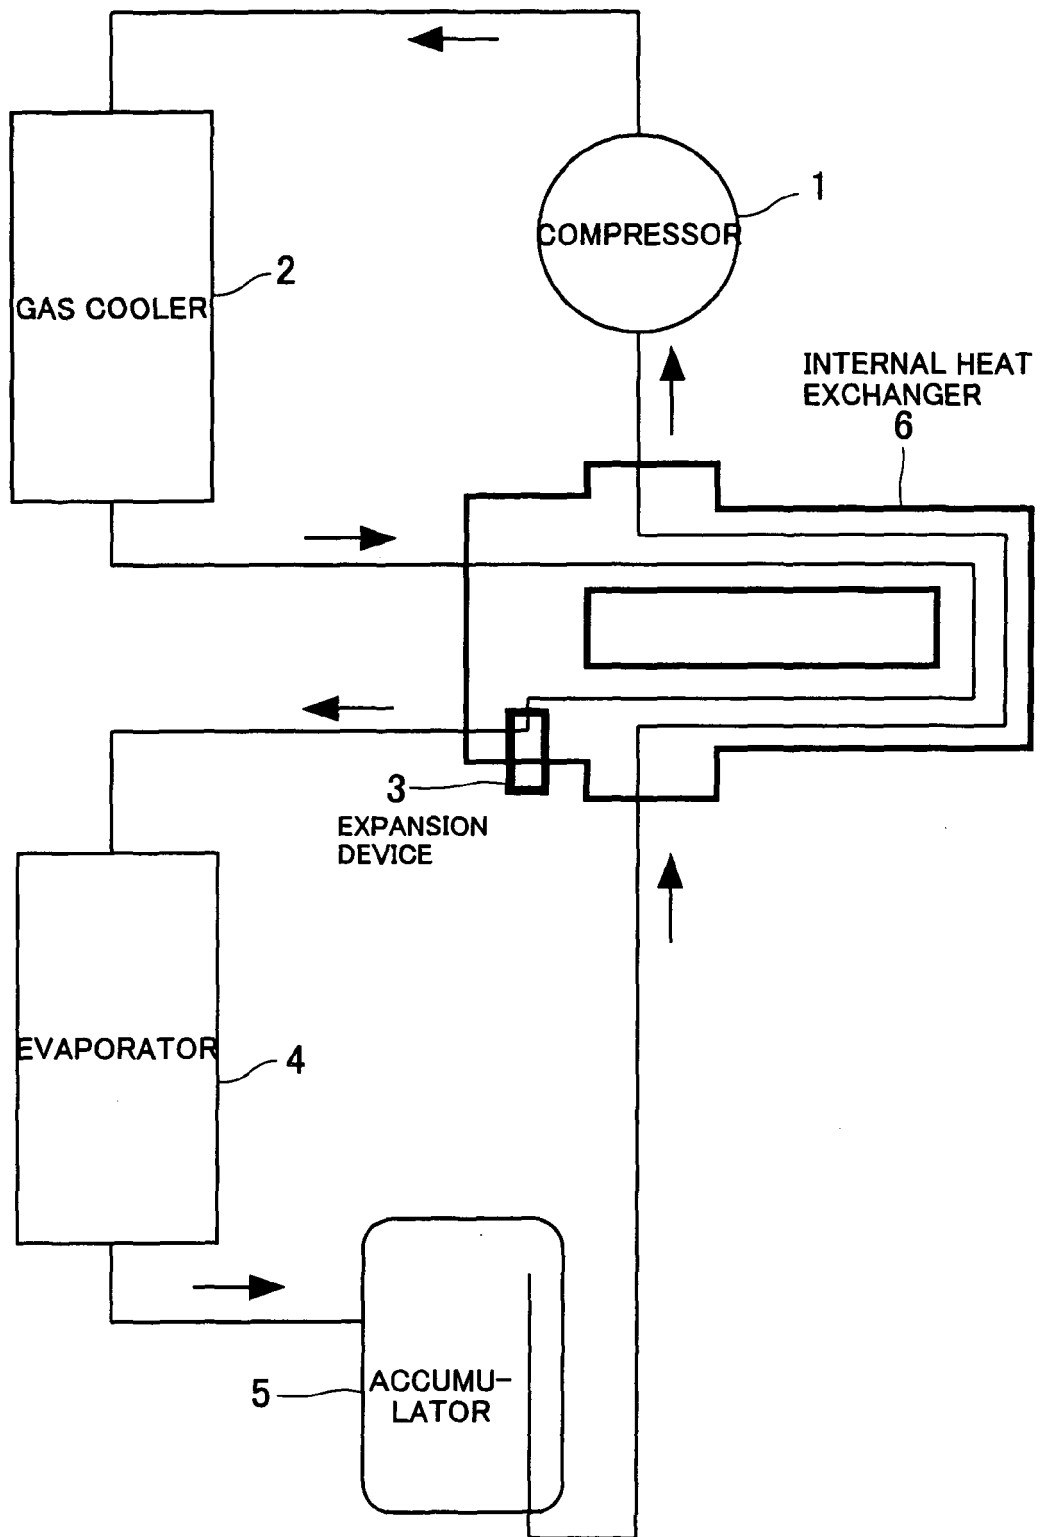 1
COMPRESSOR
2
GAS COOLER
INTERNAL HEAT
EXCHANGER
6
3
EXPANSION
DEVICE
EVAPORATOR
4
5
ACCUMU-
LATOR